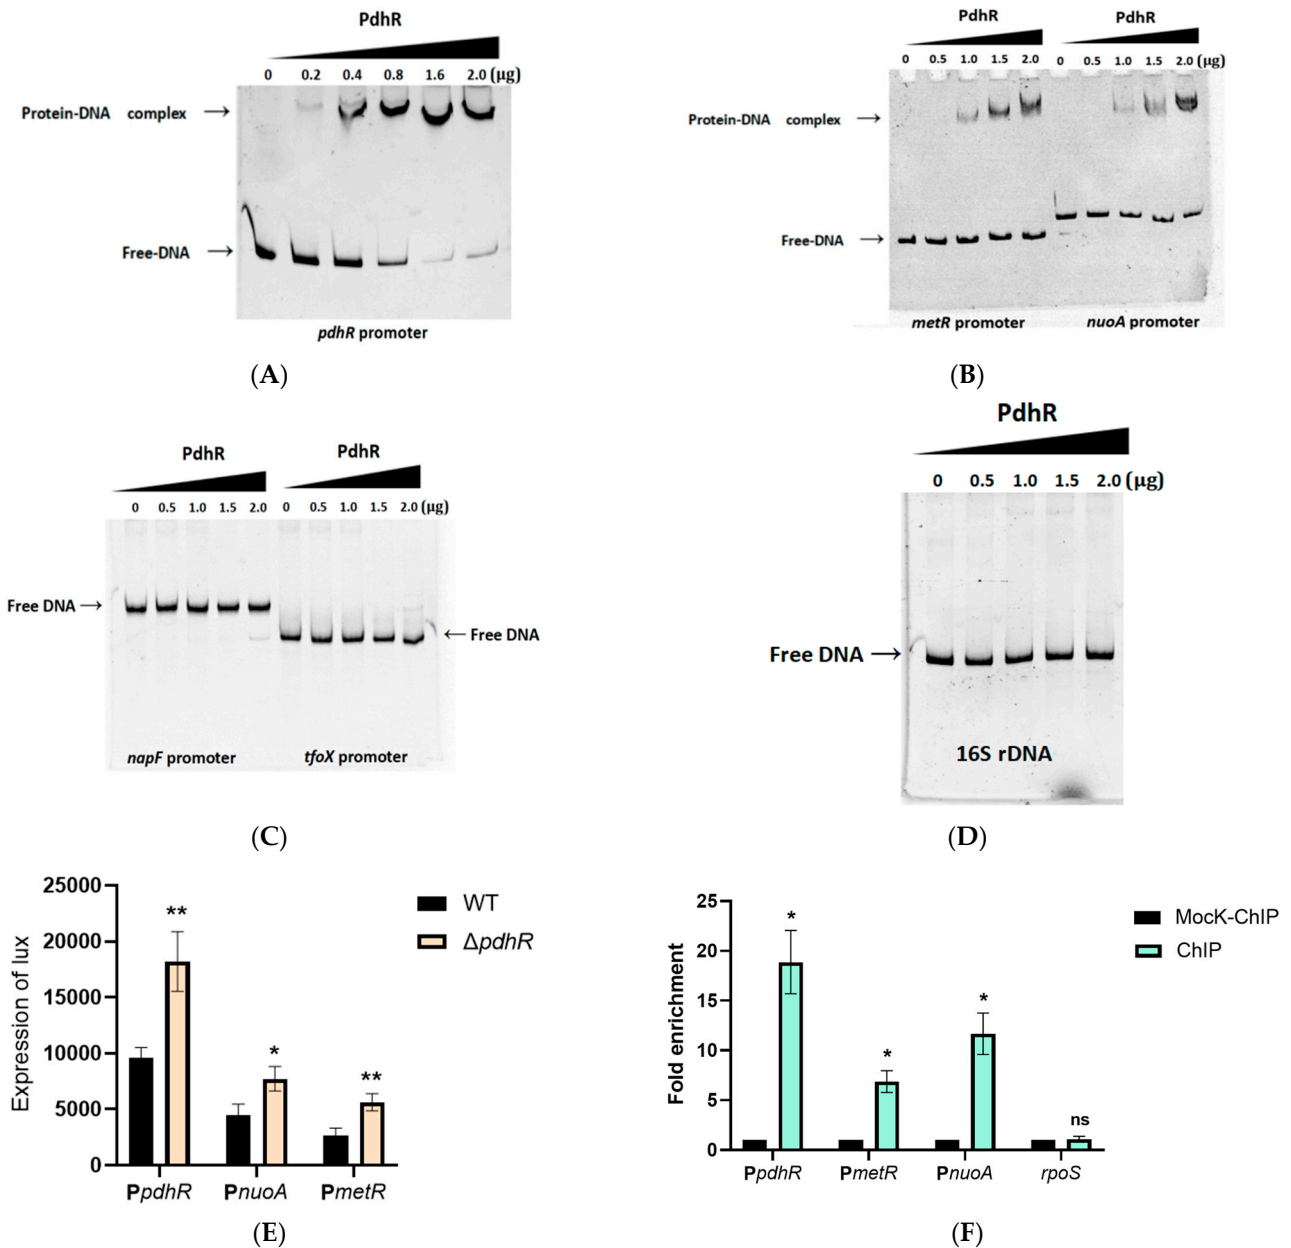 PdhR
0 0.2 0.4 0.8 1.6 2.0 (μg)
Protein-DNA complex →
Free-DNA →
pdhR promoter
(A)
PdhR PdhR
0 0.5 1.0 1.5 2.0 0 0.5 1.0 1.5 2.0 (μg)
Protein-DNA complex →
Free-DNA →
metR promoter nuoA promoter
(B)
PdhR PdhR
0 0.5 1.0 1.5 2.0 0 0.5 1.0 1.5 2.0 (μg)
Free DNA →
← Free DNA
napF promoter tfoX promoter
(C)
PdhR
0 0.5 1.0 1.5 2.0 (μg)
Free DNA →
16S rDNA
(D)
Expression of lux
25000
20000
15000
10000
5000
0
** * **
WT
ΔpdhR
PpdhR PnuoA PmetR
(E)
Fold enrichment
25
20
15
10
5
0
* * * ns
MocK-ChIP
ChIP
PpdhR PmetR PnuoA rpoS
(F)